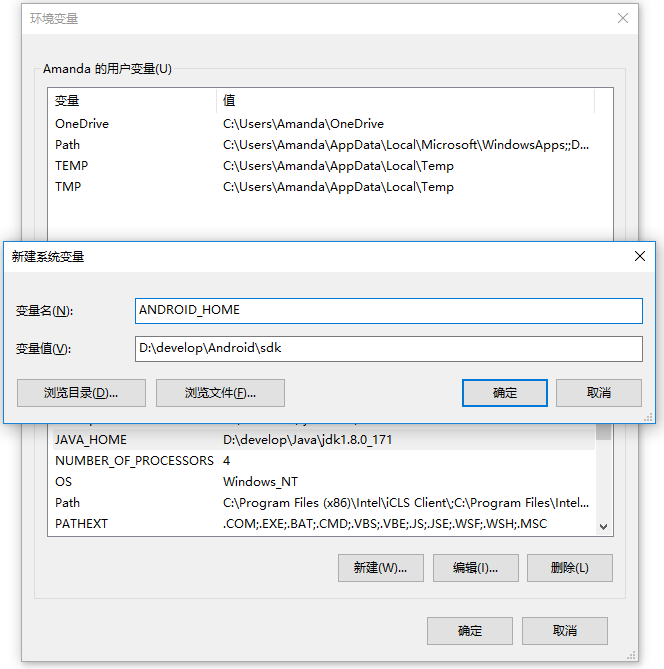 环境变量
Amanda 的用户变量(U)
变量 值
OneDrive C:\Users\Amanda\OneDrive
Path C:\Users\Amanda\AppData\Local\Microsoft\WindowsApps;;D...
TEMP C:\Users\Amanda\AppData\Local\Temp
TMP C:\Users\Amanda\AppData\Local\Temp
新建系统变量
变量名(N): ANDROID_HOME
变量值(V): D:\develop\Android\sdk
浏览目录(D)... 浏览文件(F)... 确定 取消
JAVA_HOME D:\develop\Java\jdk1.8.0_171
NUMBER_OF_PROCESSORS 4
OS Windows_NT
Path C:\Program Files (x86)\Intel\iCLS Client\;C:\Program Files\Intel...
PATHEXT .COM;.EXE;.BAT;.CMD;.VBS;.VBE;.JS;.JSE;.WSF;.WSH;.MSC
新建(W)... 编辑(I)... 删除(L)
确定 取消